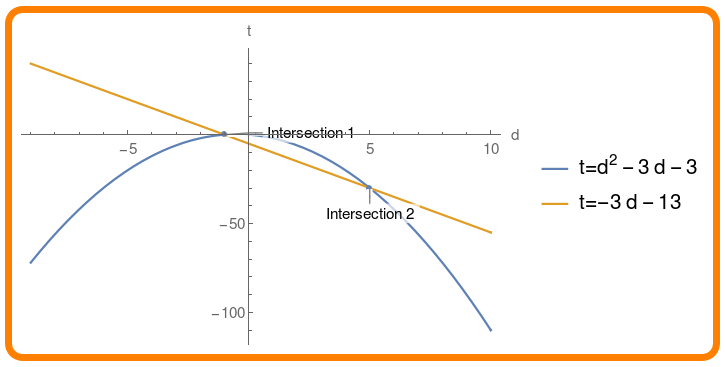 t
Intersection 1
d
−5
5
10
t=d² − 3 d − 3
t=−3 d − 13
−50
Intersection 2
−100